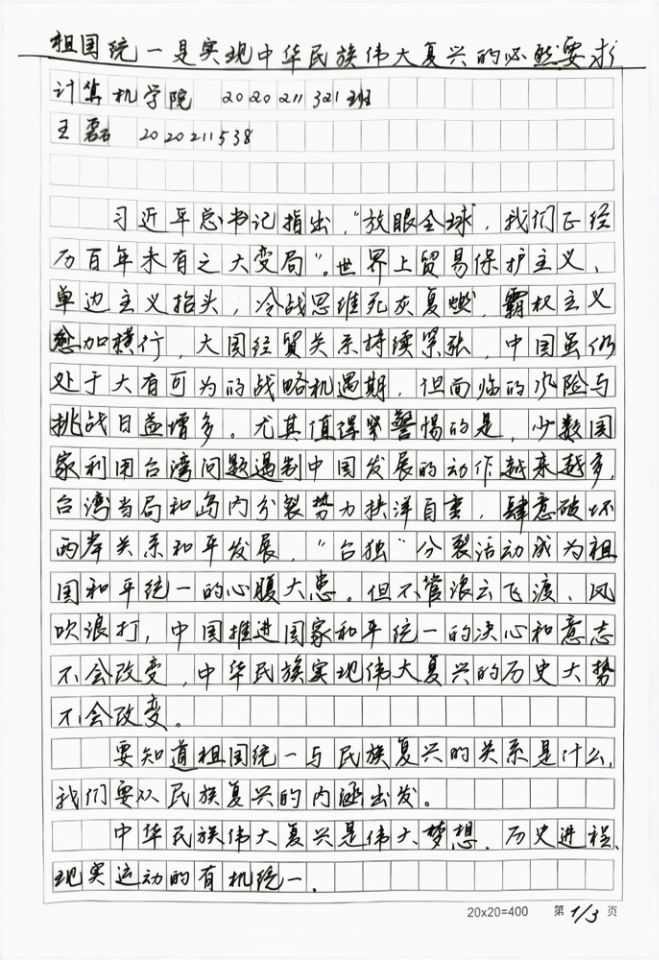 祖国统一是实现中华民族伟大复兴的必然要求
计算机学院 2020211321班
王磊 2020211538
习近平总书记指出,“放眼全球,我们正经
历百年未有之大变局”。世界上贸易保护主义、
单边主义抬头,冷战思维死灰复燃,霸权主义
愈加横行,大国经贸关系持续紧张,中国虽仍
处于大有可为的战略机遇期,但面临的风险与
挑战日益增多。尤其值得警惕的是,少数国
家利用台湾问题遏制中国发展的动作越来越多,
台湾当局和岛内分裂势力挟洋自重,肆意破坏
两岸关系和平发展,“台独”分裂活动成为祖
国和平统一的心腹大患。但不管浪云飞渡、风
吹浪打,中国推进国家和平统一的决心和意志
不会改变,中华民族实现伟大复兴的历史大势
不会改变。
要知道祖国统一与民族复兴的关系是什么,
我们要从民族复兴的内涵出发。
中华民族伟大复兴是伟大梦想、历史进程、
现实运动的有机统一.
20x20=400 第 1/3 页